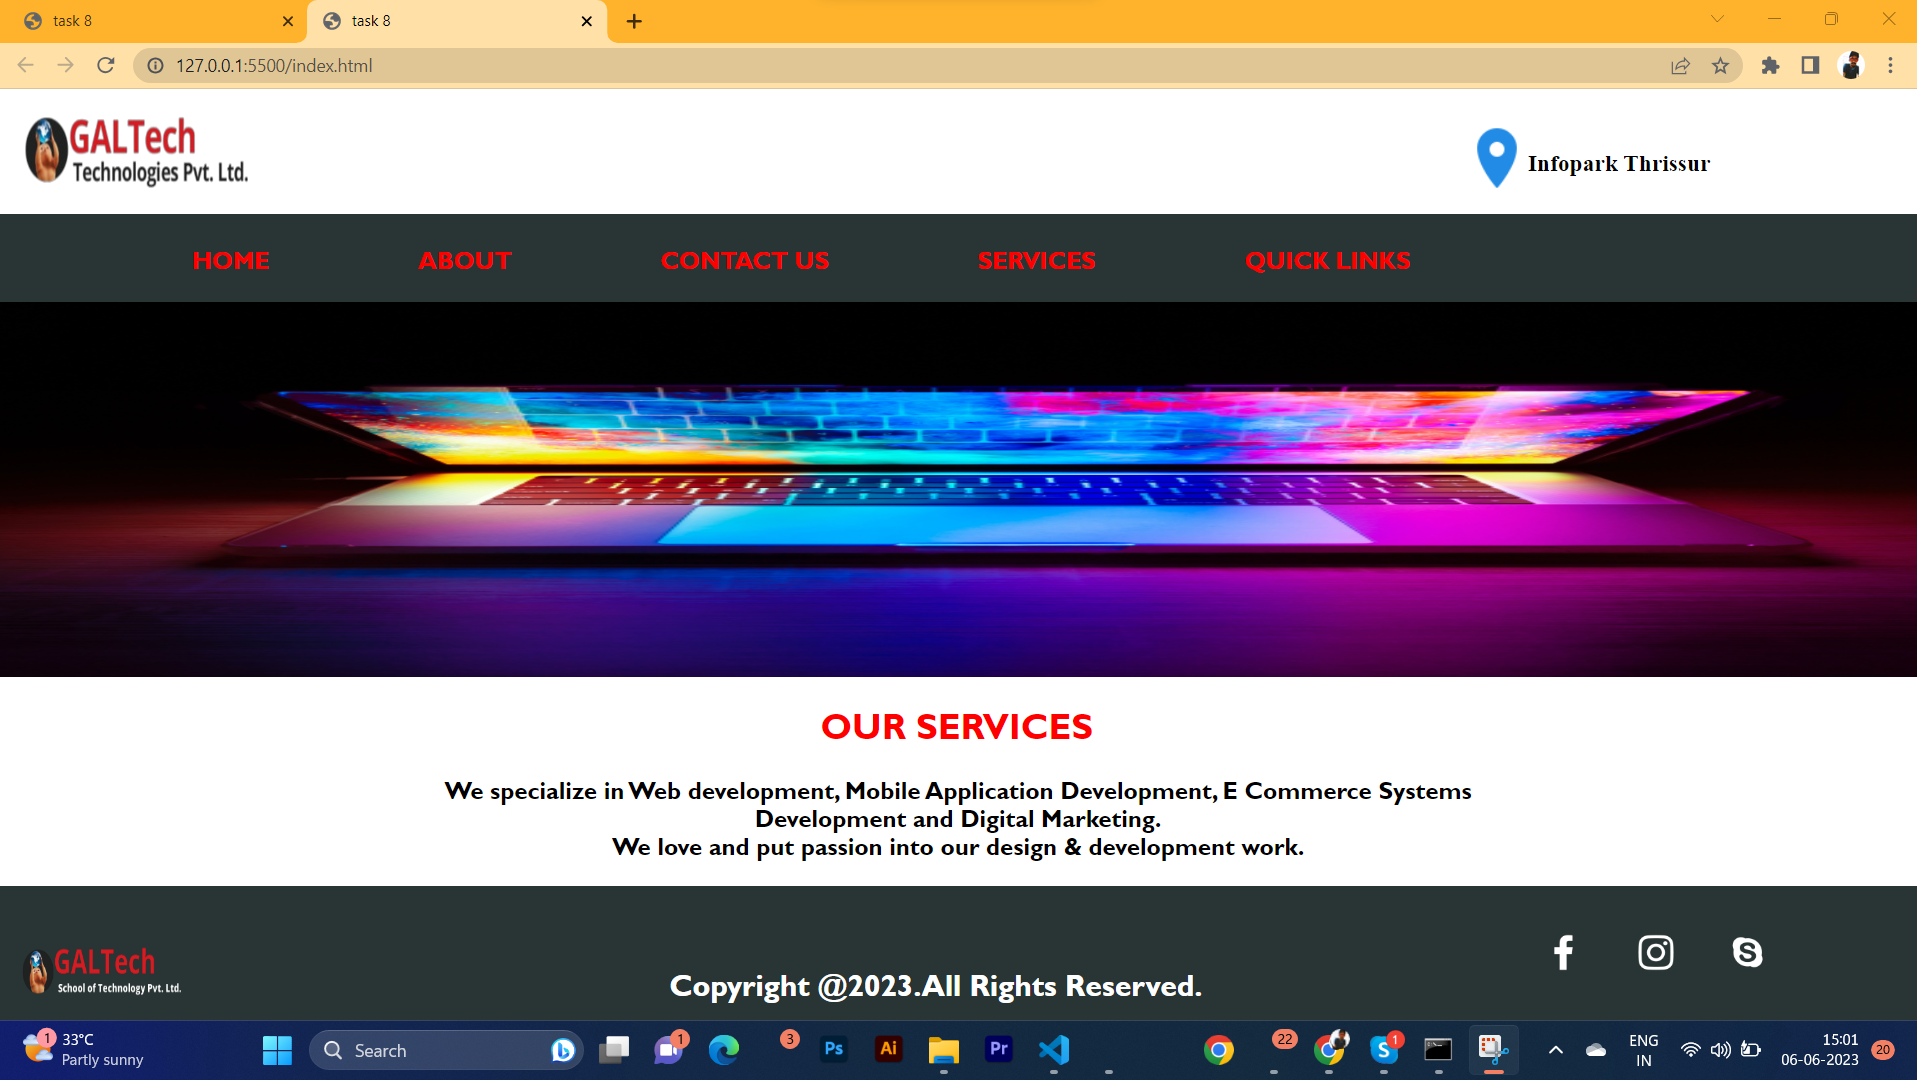 task 8
task 8
127.0.0.1:5500/index.html
GALTech
Technologies Pvt. Ltd.
Infopark Thrissur
HOME ABOUT CONTACT US SERVICES QUICK LINKS
OUR SERVICES
We specialize in Web development, Mobile Application Development, E Commerce Systems
Development and Digital Marketing.
We love and put passion into our design & development work.
GALTech
School of Technology Pvt. Ltd.
Copyright @2023.All Rights Reserved.
1
33°C
Partly sunny
Search
1
3
Ps
Ai
Pr
22
S
1
ENG
IN
15:01
06-06-2023
20